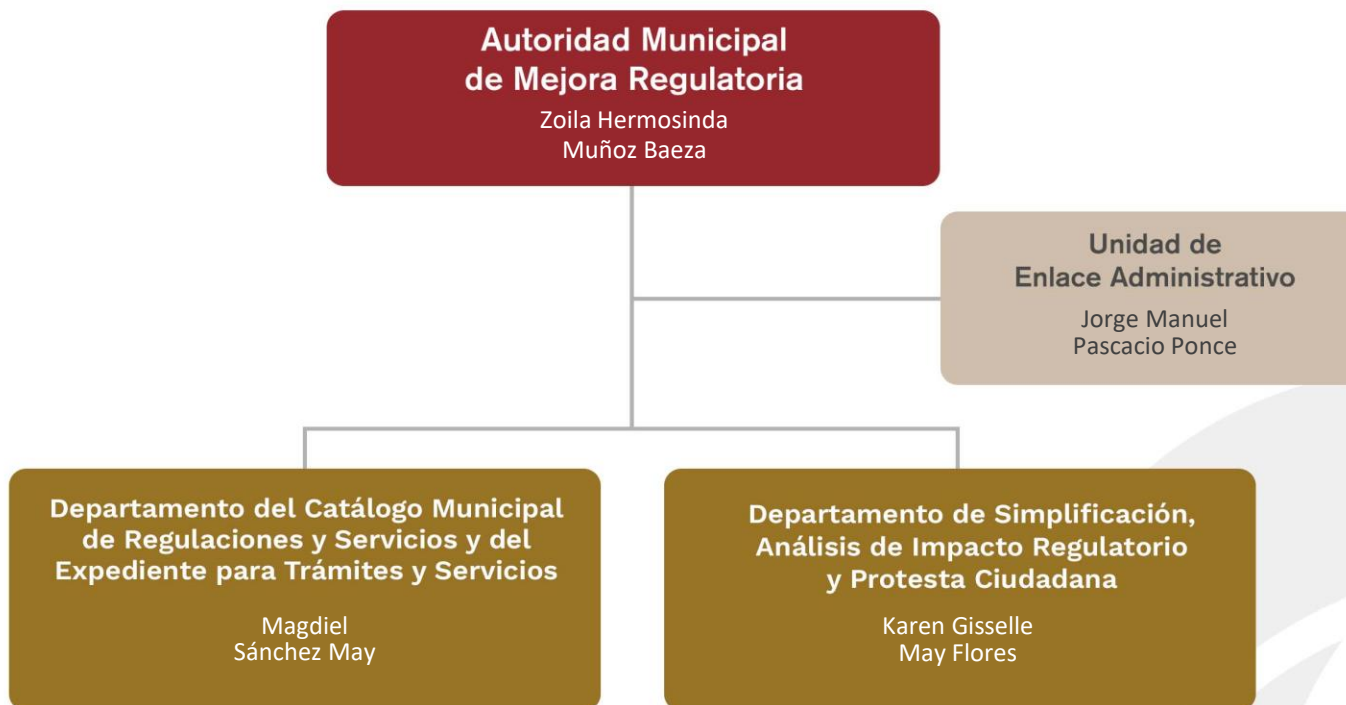 Autoridad Municipal
de Mejora Regulatoria
Zoila Hermosinda
Muñoz Baeza
Unidad de
Enlace Administrativo
Jorge Manuel
Pascacio Ponce
Departamento del Catálogo Municipal
de Regulaciones y Servicios y del
Expediente para Trámites y Servicios
Magdiel
Sánchez May
Departamento de Simplificación,
Análisis de Impacto Regulatorio
y Protesta Ciudadana
Karen Gisselle
May Flores